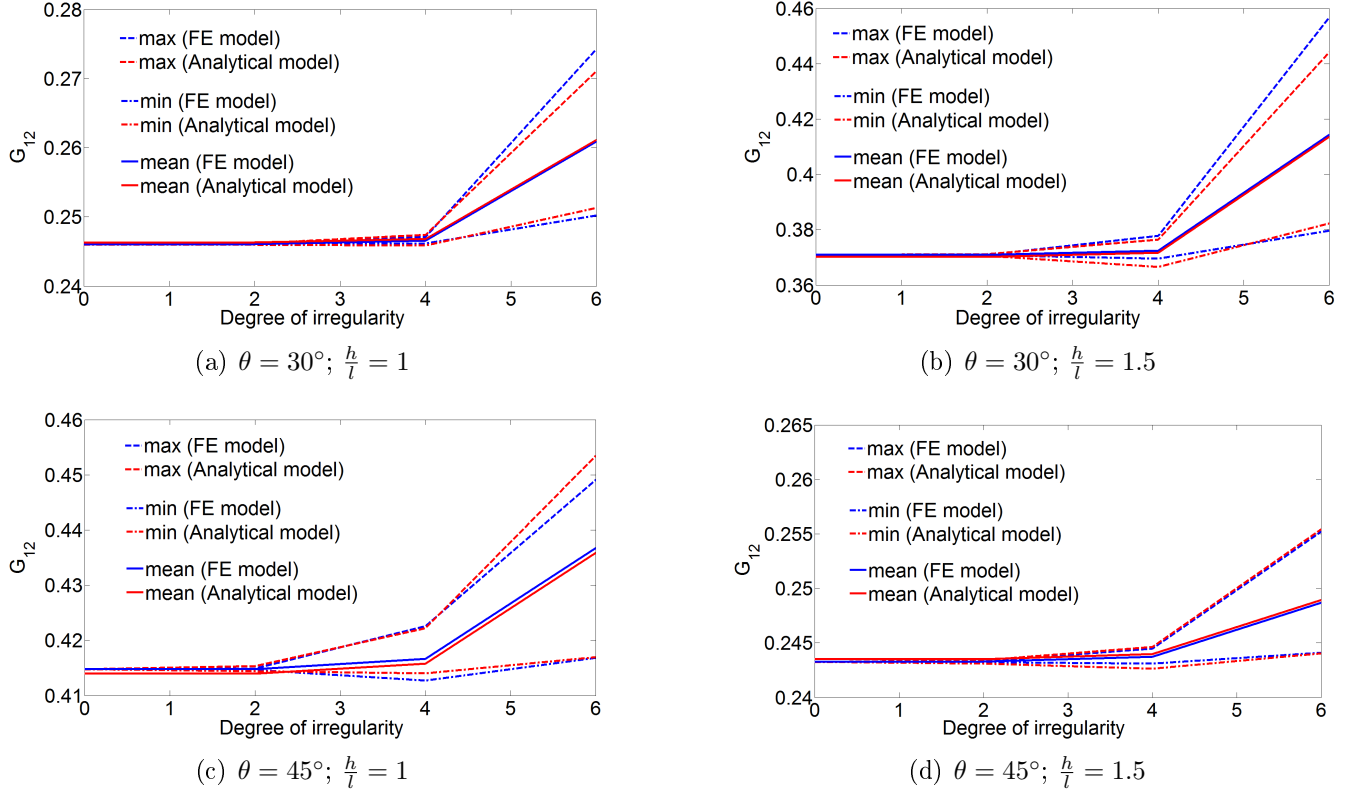 0.28
0.27
0.26
0.25
0.24
G12
max (FE model)
max (Analytical model)
min (FE model)
min (Analytical model)
mean (FE model)
mean (Analytical model)
0 1 2 3 4 5 6
Degree of irregularity
(a) θ = 30°; h/l = 1
0.46
0.44
0.42
0.4
0.38
0.36
G12
max (FE model)
max (Analytical model)
min (FE model)
min (Analytical model)
mean (FE model)
mean (Analytical model)
0 1 2 3 4 5 6
Degree of irregularity
(b) θ = 30°; h/l = 1.5
0.46
0.45
0.44
0.43
0.42
0.41
G12
max (FE model)
max (Analytical model)
min (FE model)
min (Analytical model)
mean (FE model)
mean (Analytical model)
0 1 2 3 4 5 6
Degree of irregularity
(c) θ = 45°; h/l = 1
0.265
0.26
0.255
0.25
0.245
0.24
G12
max (FE model)
max (Analytical model)
min (FE model)
min (Analytical model)
mean (FE model)
mean (Analytical model)
0 1 2 3 4 5 6
Degree of irregularity
(d) θ = 45°; h/l = 1.5